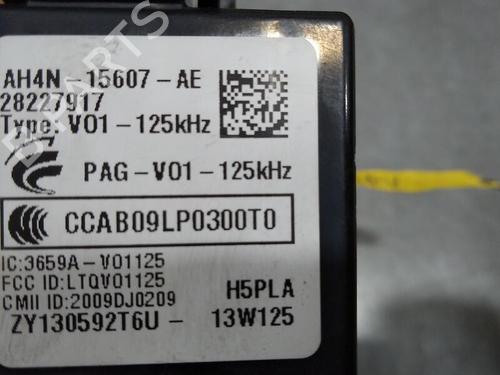 AH4N-15607-AE
28227917
Type: V01-125kHz
PAG-V01-125kHz
CCAB09LP0300T0
IC:3659A-V01125
FCC ID:LTQV01125
CMII ID:2009DJ0209
H5PLA
ZY130592T6U- 13W125